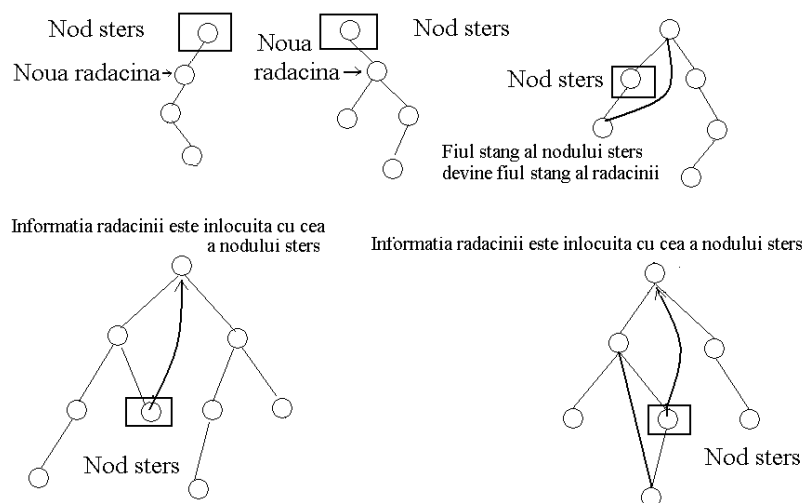 Nod sters
Noua radacina
Noua
radacina
Nod sters
Nod sters
Fiul stang al nodului sters
devine fiul stang al radacinii
Informatia radacinii este inlocuita cu cea
a nodului sters
Informatia radacinii este inlocuita cu cea a nodului sters
Nod sters
Nod sters